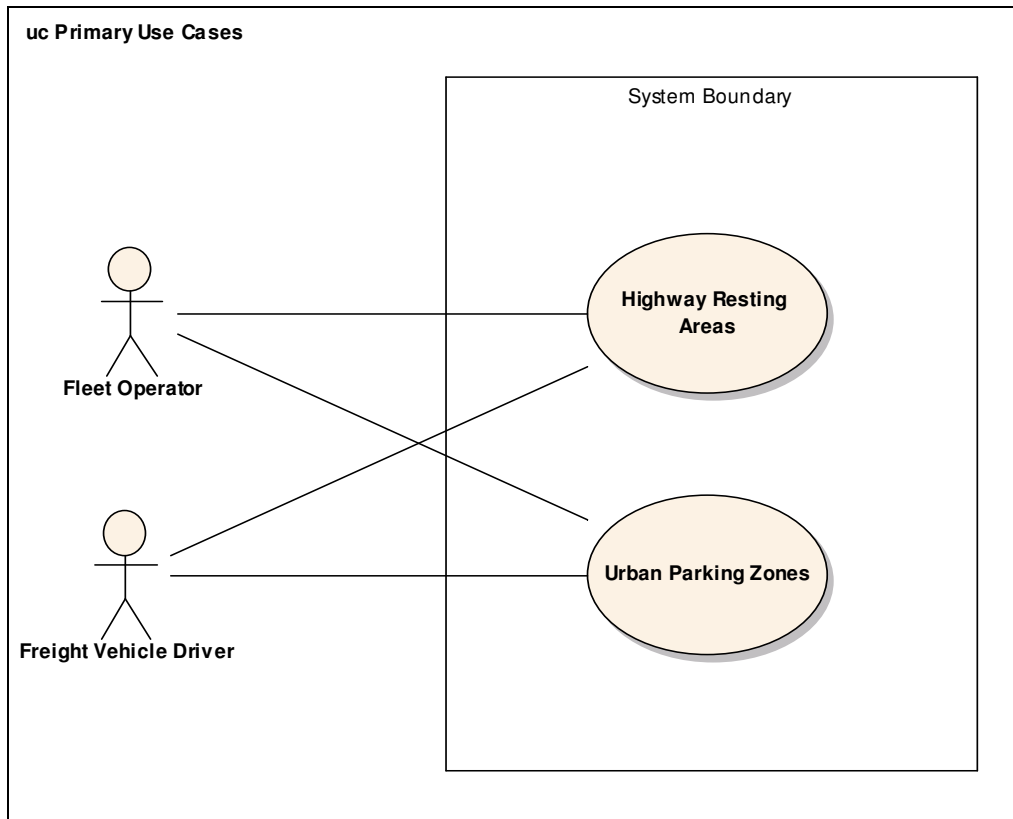 uc Primary Use Cases
System Boundary
Highway Resting
Areas
Fleet Operator
Urban Parking Zones
Freight Vehicle Driver